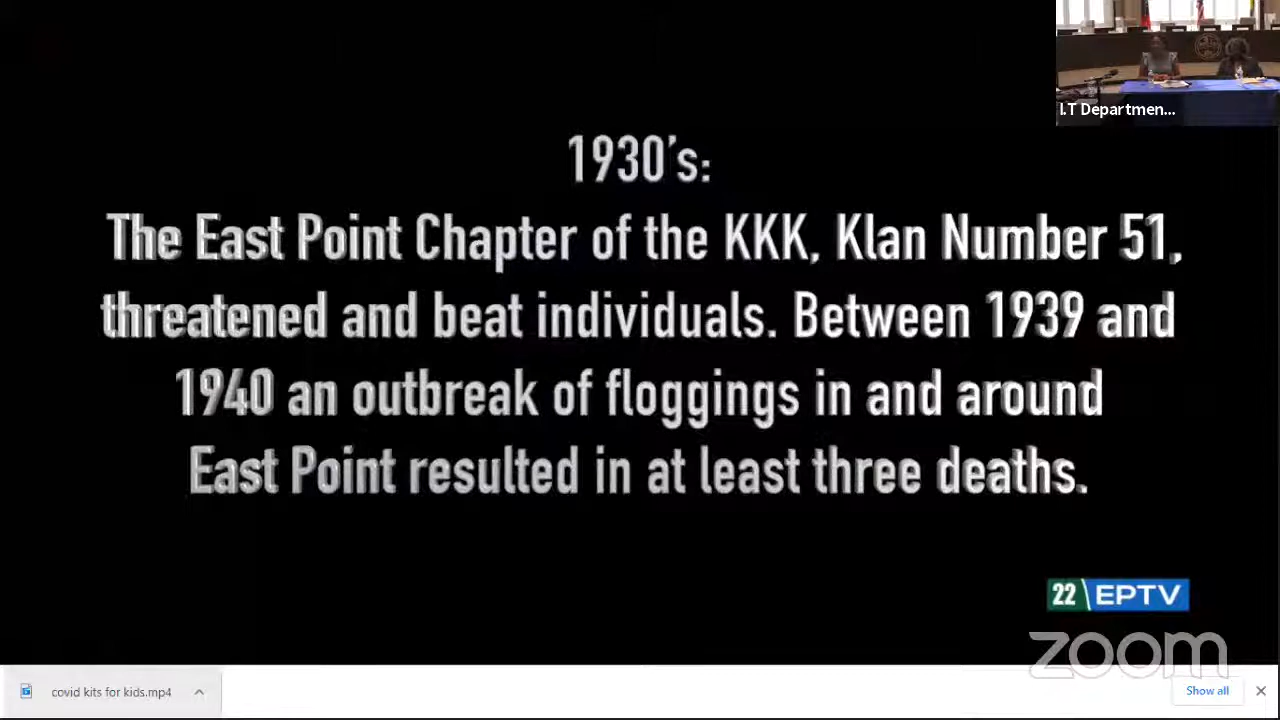 I.T Departmen...
1930's:
The East Point Chapter of the KKK, Klan Number 51,
threatened and beat individuals. Between 1939 and
1940 an outbreak of floggings in and around
East Point resulted in at least three deaths.
22 EPTV
zoom
covid kits for kids.mp4
Show all